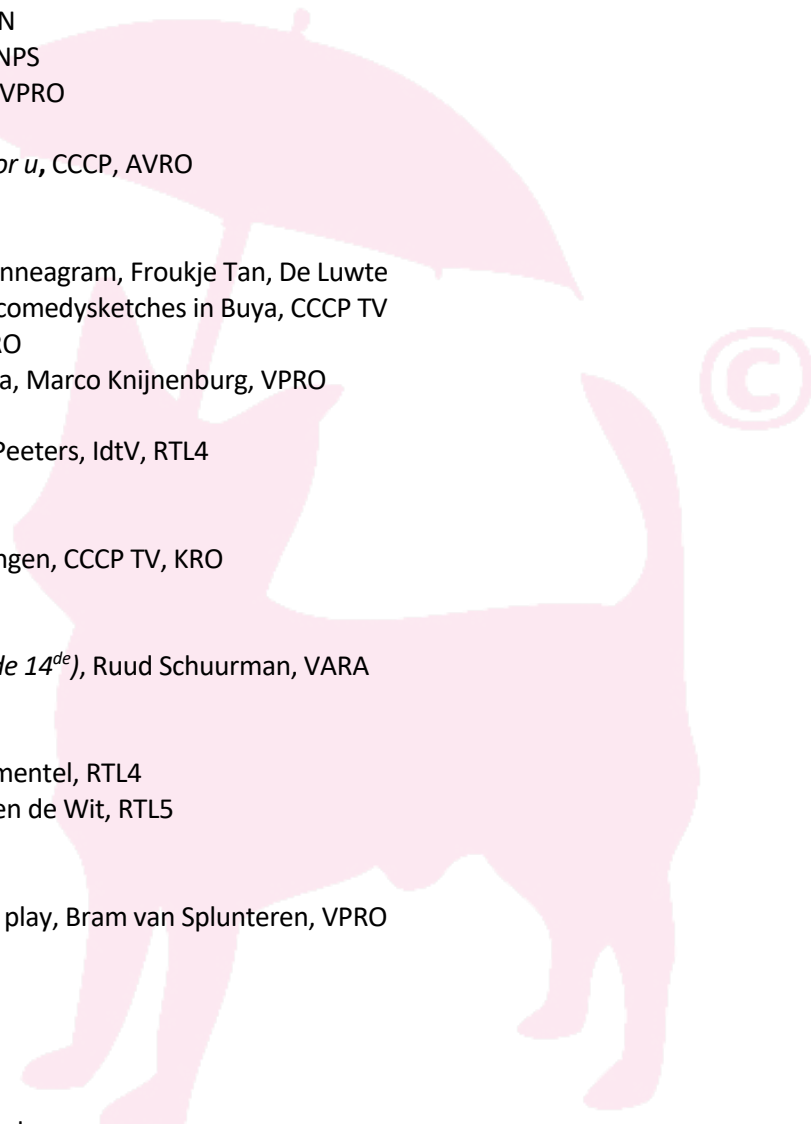 N
NPS
VPRO
or u, CCCP, AVRO
nneagram, Froukje Tan, De Luwte
comedysketches in Buya, CCCP TV
RO
a, Marco Knijnenburg, VPRO
Peeters, IdtV, RTL4
ngen, CCCP TV, KRO
de 14de), Ruud Schuurman, VARA
mentel, RTL4
en de Wit, RTL5
play, Bram van Splunteren, VPRO
©